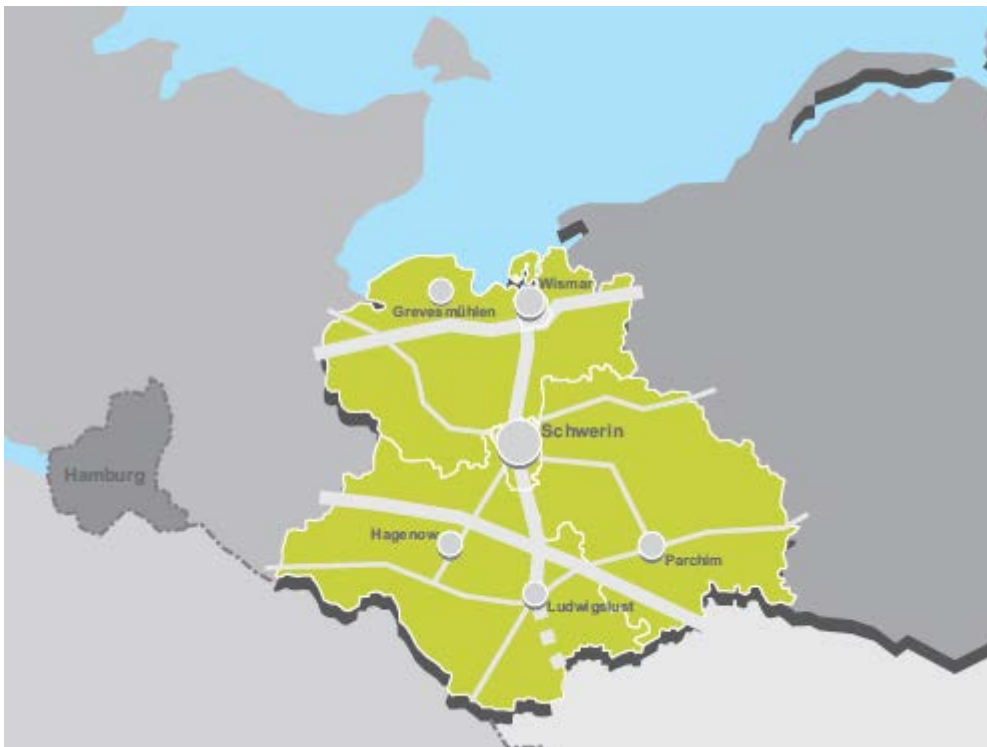 Wismar
Grevesmühlen
Schwerin
Hamburg
Hagenow
Parchim
Ludwigslust